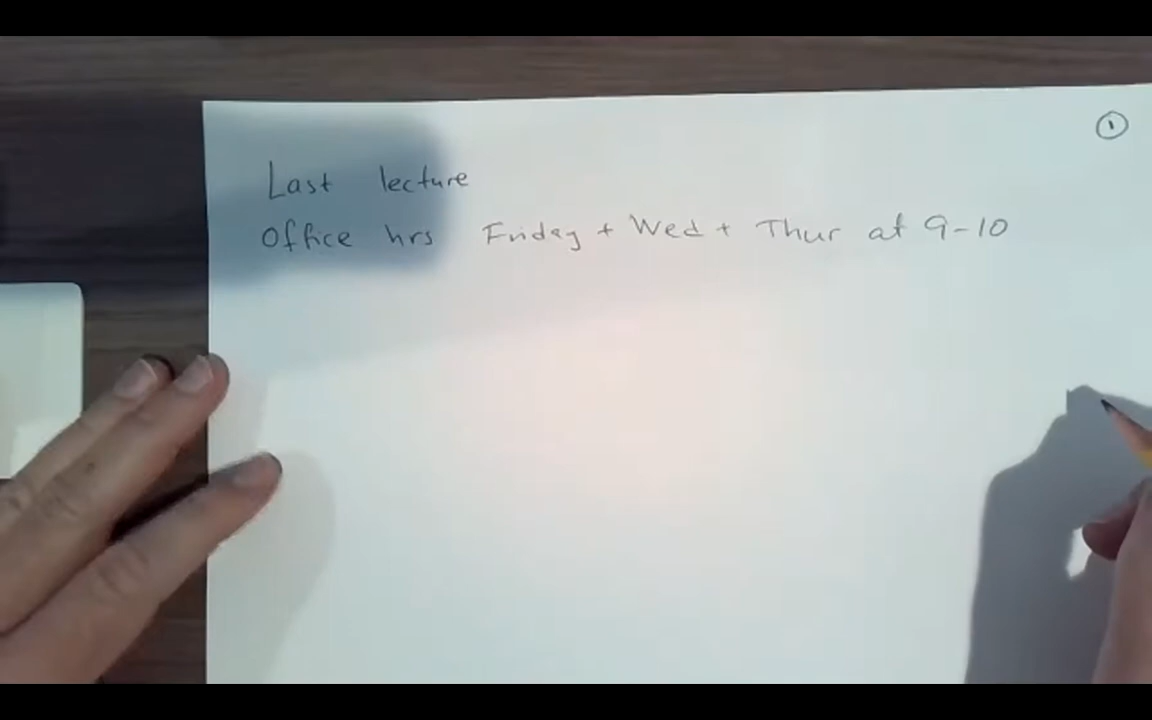 ①
Last lecture
Office hrs Friday + Wed + Thur at 9-10